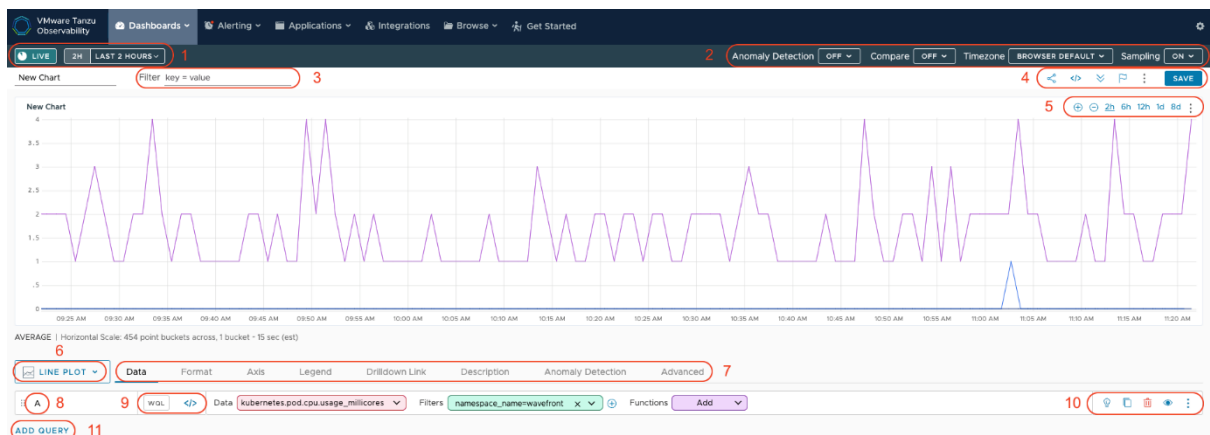 VMware Tanzu
Observability
Dashboards
Alerting
Applications
Integrations
Browse
Get Started
LIVE
2H LAST 2 HOURS
1
2
Anomaly Detection OFF
Compare OFF
Timezone BROWSER DEFAULT
Sampling ON
New Chart
Filter key = value
3
4
</>
SAVE
New Chart
5
2h 6h 12h 1d 8d
4
3.5
3
2.5
2
1.5
1
.5
0
09:25 AM 09:30 AM 09:35 AM 09:40 AM 09:45 AM 09:50 AM 09:55 AM 10:00 AM 10:05 AM 10:10 AM 10:15 AM 10:20 AM 10:25 AM 10:30 AM 10:35 AM 10:40 AM 10:45 AM 10:50 AM 10:55 AM 11:00 AM 11:05 AM 11:10 AM 11:15 AM 11:20 AM
AVERAGE | Horizontal Scale: 454 point buckets across, 1 bucket ~ 15 sec (est)
6
LINE PLOT
Data Format Axis Legend Drilldown Link Description Anomaly Detection Advanced
7
A
8
9
WQL </>
Data kubernetes.pod.cpu.usage_millicores
Filters namespace_name=wavefront x
Functions Add
10
ADD QUERY
11